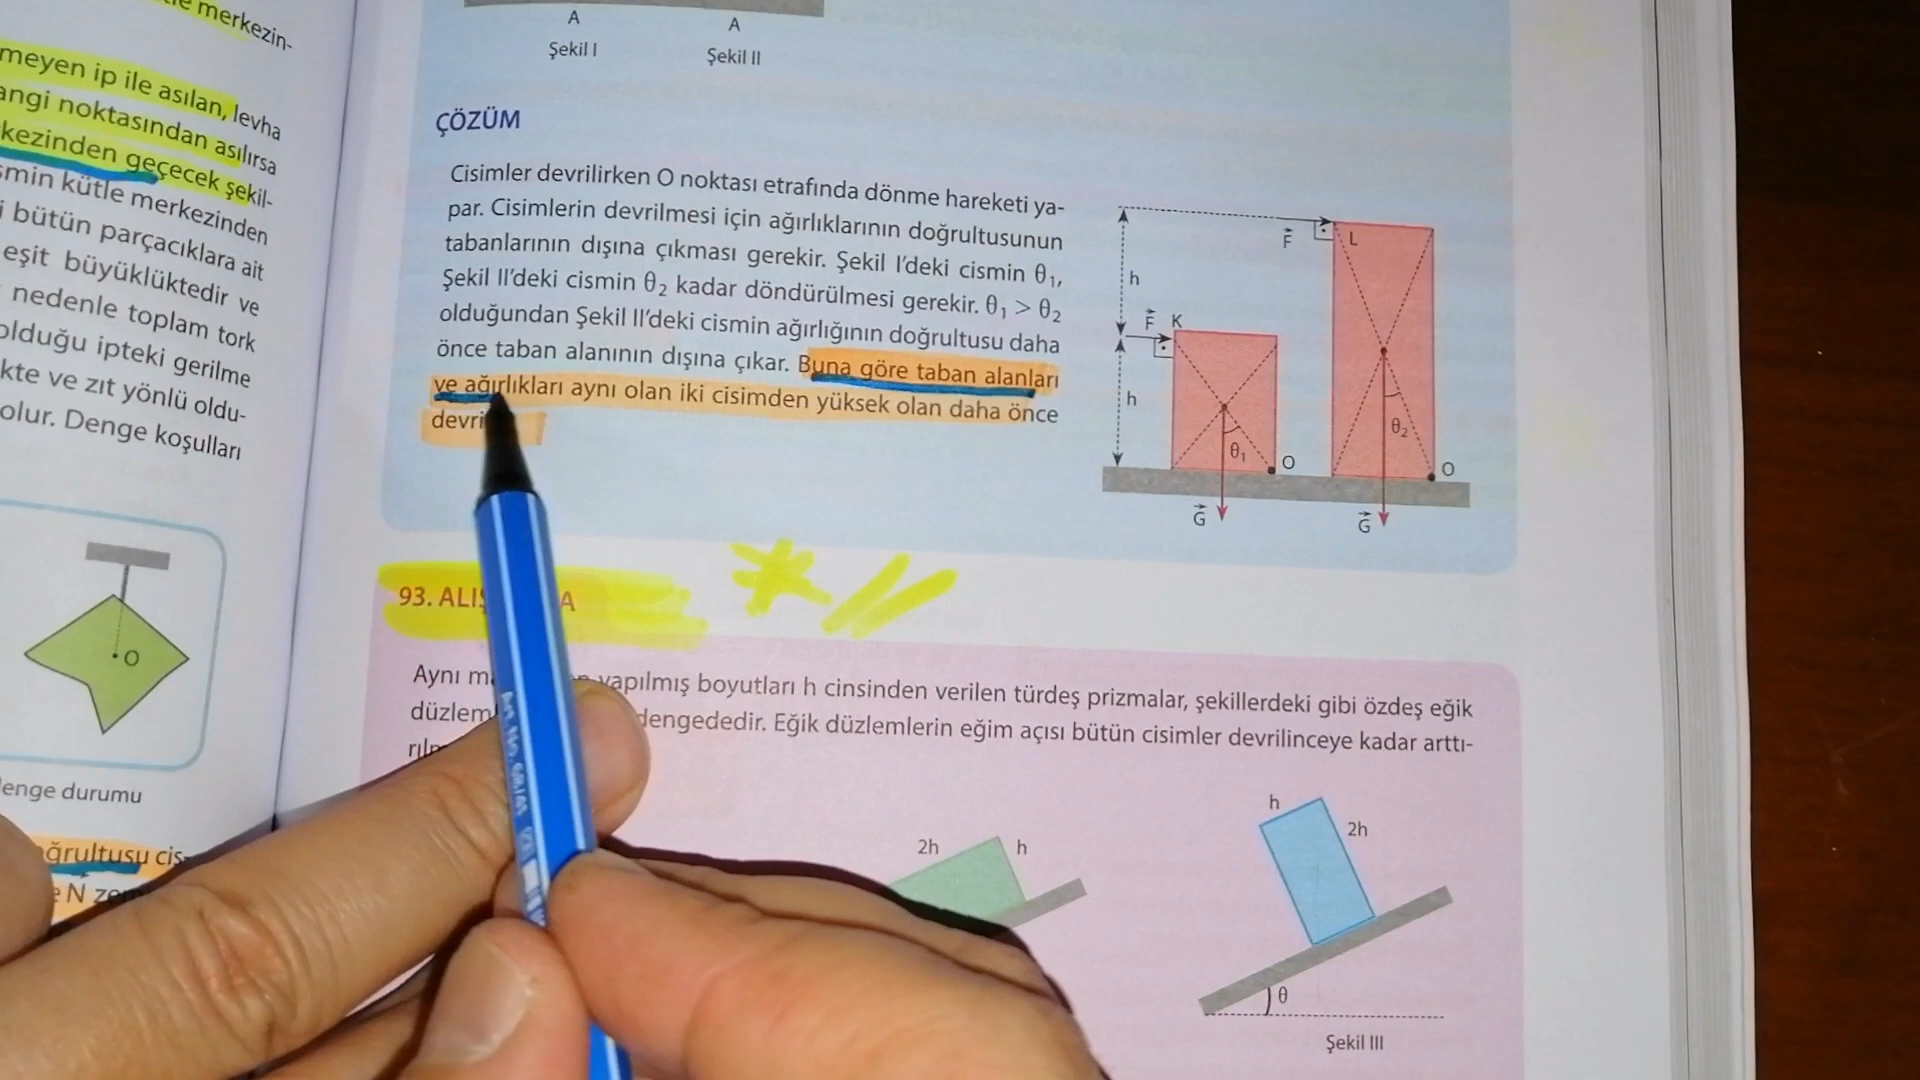 le merkezin-
meyen ip ile asılan, levha
angi noktasından asılırsa
kezinden geçecek şekil-
smin kütle merkezinden
i bütün parçacıklara ait
eşit büyüklüktedir ve
nedenle toplam tork
olduğu ipteki gerilme
kte ve zıt yönlü oldu-
olur. Denge koşulları
O
denge durumu
ğrultusu cis-
N
A
A
Şekil I
Şekil II
ÇÖZÜM
Cisimler devrilirken O noktası etrafında dönme hareketi ya-
par. Cisimlerin devrilmesi için ağırlıklarının doğrultusunun
tabanlarının dışına çıkması gerekir. Şekil I'deki cismin θ₁,
Şekil II'deki cismin θ₂ kadar döndürülmesi gerekir. θ₁ > θ₂
olduğundan Şekil II'deki cismin ağırlığının doğrultusu daha
önce taban alanının dışına çıkar. Buna göre taban alanları
ve ağırlıkları aynı olan iki cisimden yüksek olan daha önce
devri
F L
h
F K
h
θ₁ O
θ₂ O
G
G
93. ALIŞ A
Aynı m yapılmış boyutları h cinsinden verilen türdeş prizmalar, şekillerdeki gibi özdeş eğik
düzlem dengededir. Eğik düzlemlerin eğim açısı bütün cisimler devrilinceye kadar arttı-
rılm
2h h
h
2h
θ
Şekil III